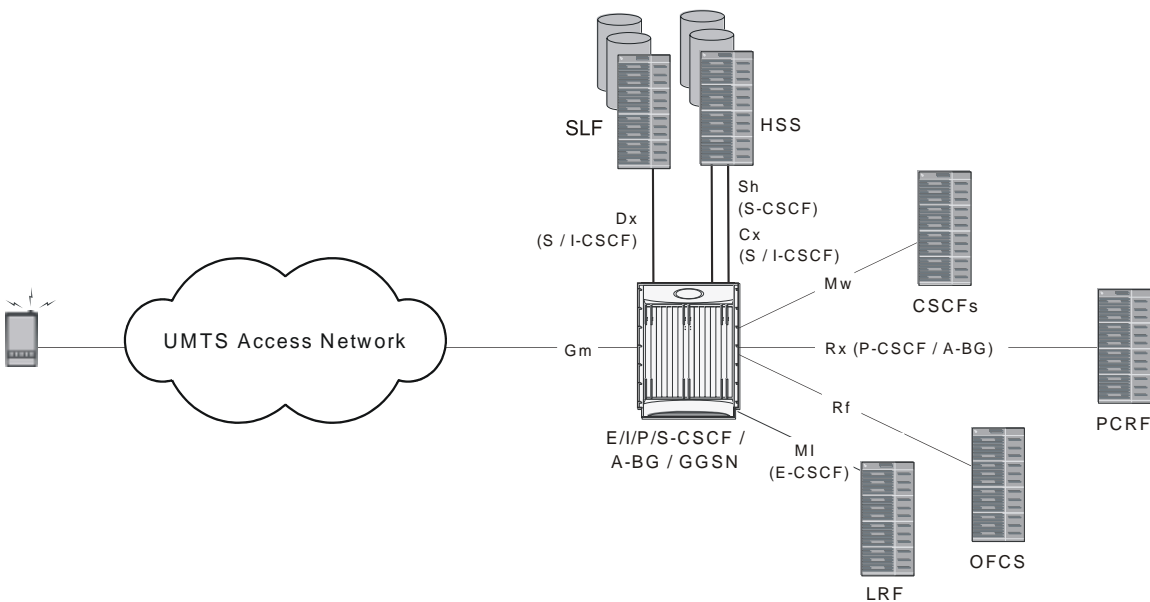 SLF
HSS
Sh
(S-CSCF)
Dx
(S / I-CSCF)
Cx
(S / I-CSCF)
Mw
CSCFs
UMTS Access Network
Gm
Rx (P-CSCF / A-BG)
Rf
PCRF
E/I/P/S-CSCF /
A-BG / GGSN
MI
(E-CSCF)
OFCS
LRF